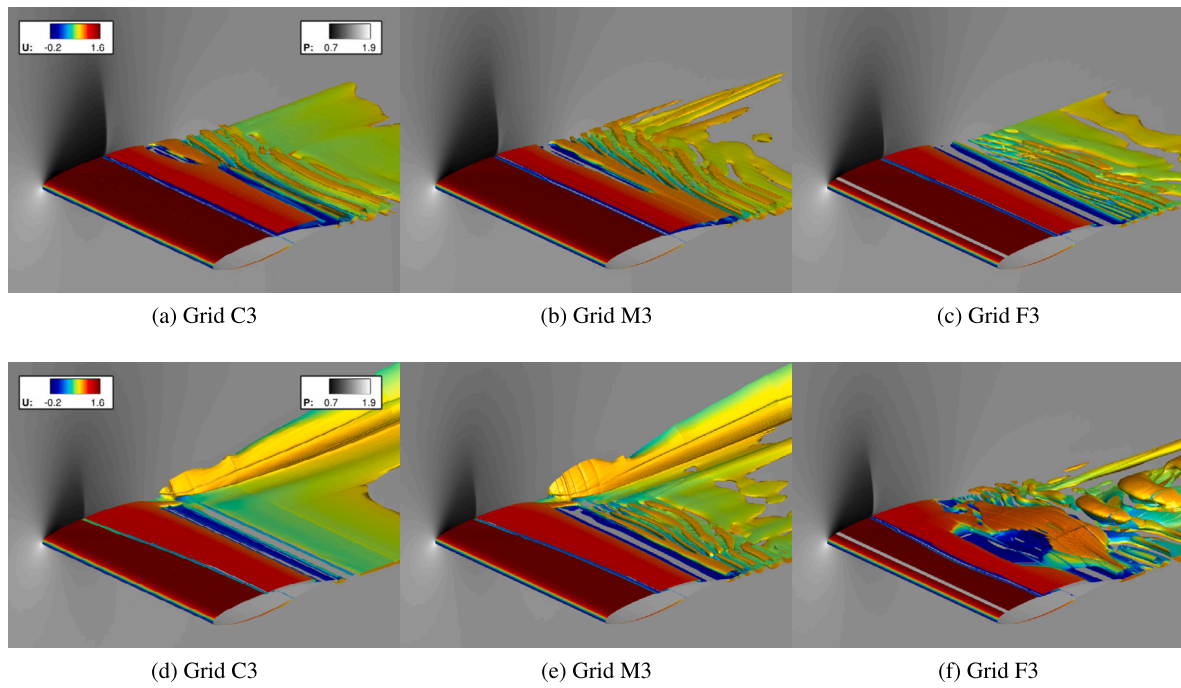 U: -0.2 1.6 P: 0.7 1.9
(a) Grid C3 (b) Grid M3 (c) Grid F3
U: -0.2 1.6 P: 0.7 1.9
(d) Grid C3 (e) Grid M3 (f) Grid F3